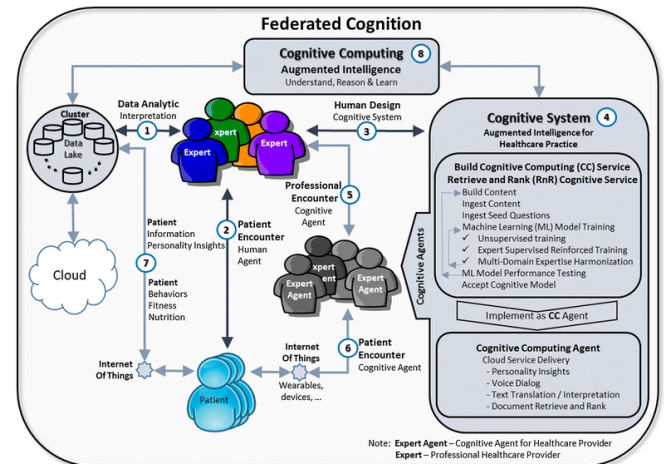 Federated Cognition
Cognitive Computing 8
Augmented Intelligence
Understand, Reason & Learn
Cluster
Data
Lake
Data Analytic
Interpretation
1
Expert
xpert
Expert
Human Design
Cognitive System
3
Cognitive System 4
Augmented Intelligence for
Healthcare Practice
Build Cognitive Computing (CC) Service
Retrieve and Rank (RnR) Cognitive Service
Build Content
Ingest Content
Ingest Seed Questions
Machine Learning (ML) Model Training
✓ Unsupervised training
✓ Expert Supervised Reinforced Training
✓ Multi-Domain Expertise Harmonization
ML Model Performance Testing
Accept Cognitive Model
Implement as CC Agent
Cognitive Computing Agent
Cloud Service Delivery
- Personality Insights
- Voice Dialog
- Text Translation / Interpretation
- Document Retrieve and Rank
Cognitive Agents
Professional
Encounter
Cognitive
Agent
5
Patient
Information
Personality Insights
7
Patient
Behaviors
Fitness
Nutrition
2
Patient
Encounter
Human
Agent
Cloud
Expert
Agent
xpert
ent
Expert
Agent
6
Patient
Encounter
Cognitive Agent
Internet
Of Things
Internet
Of Things
Wearables,
devices, ...
Patient
Note: Expert Agent – Cognitive Agent for Healthcare Provider
Expert – Professional Healthcare Provider